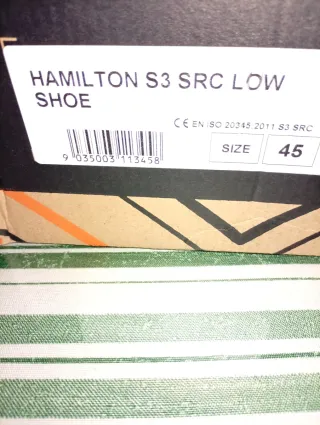 HAMILTON S3 SRC LOW
SHOE
CE EN ISO 20345:2011 S3 SRC
SIZE 45
9 035003 113458